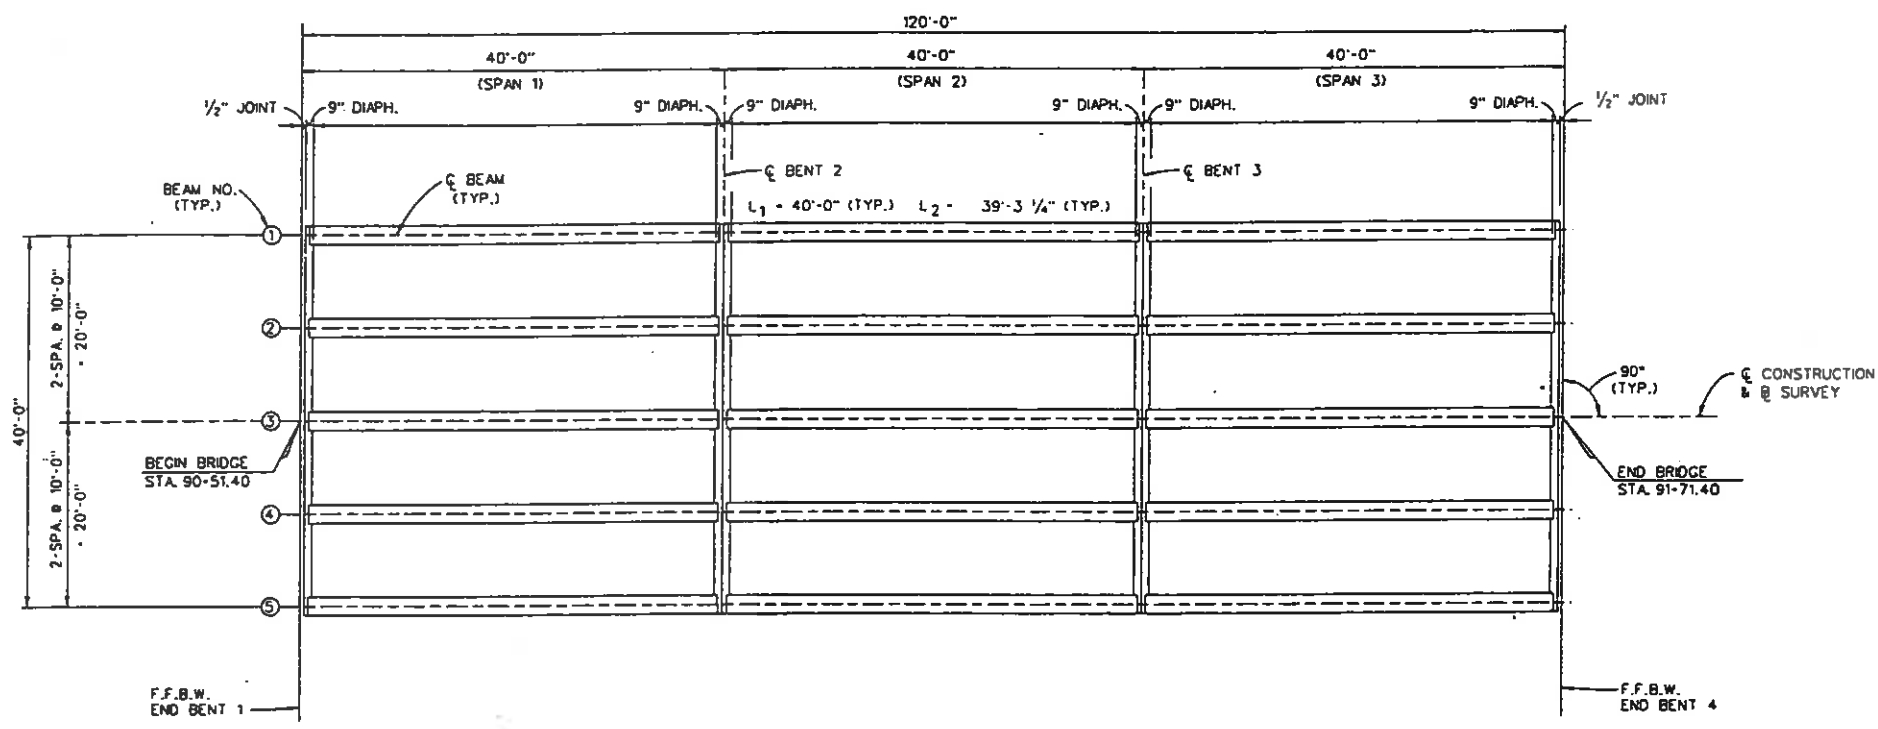 120'-0"
40'-0" 40'-0" 40'-0"
(SPAN 1) (SPAN 2) (SPAN 3)
1/2" JOINT 9" DIAPH. 9" DIAPH. 9" DIAPH. 9" DIAPH. 9" DIAPH. 9" DIAPH. 1/2" JOINT
BEAM NO.
(TYP.)
℄ BEAM
(TYP.)
℄ BENT 2
℄ BENT 3
L1 = 40'-0" (TYP.) L2 = 39'-3 1/4" (TYP.)
1
2
3
4
5
40'-0"
2-SPA. @ 10'-0"
= 20'-0"
2-SPA. @ 10'-0"
= 20'-0"
90°
(TYP.)
℄ CONSTRUCTION
& ⅊ SURVEY
BEGIN BRIDGE
STA. 90+51.40
END BRIDGE
STA. 91+71.40
F.F.B.W.
END BENT 1
F.F.B.W.
END BENT 4